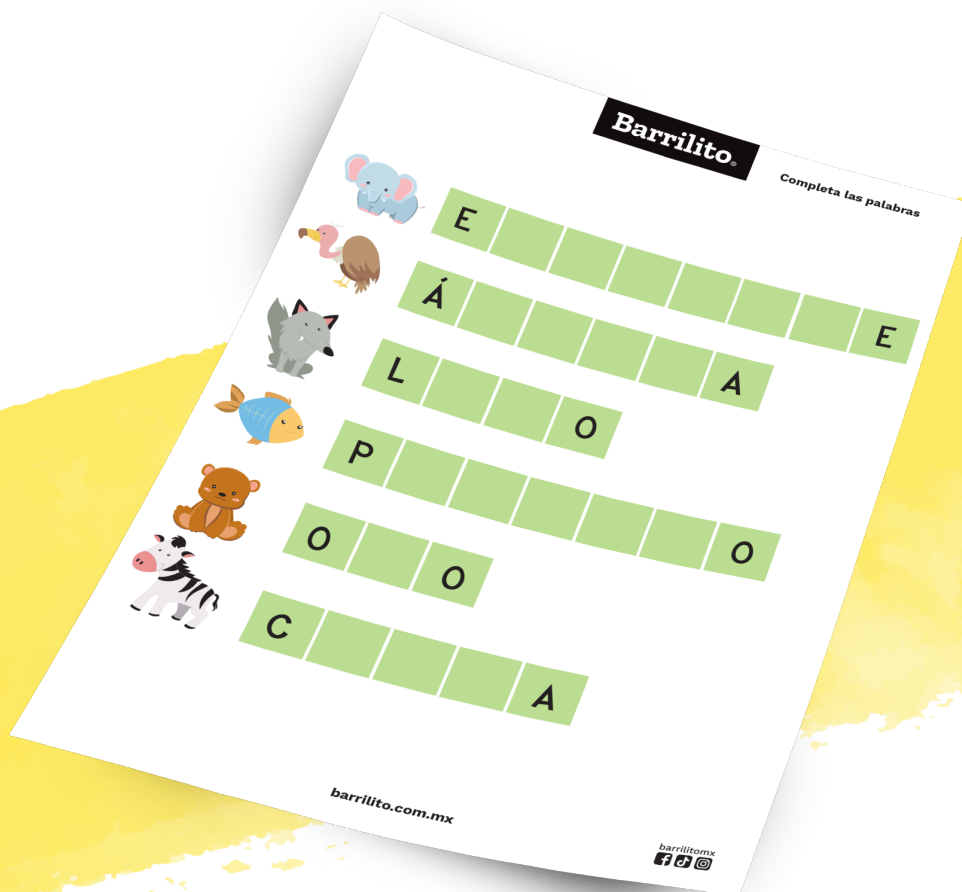 Barrilito®
Completa las palabras
E E
Á A
L O
P O
O O
C A
barrilito.com.mx
barrilitomx